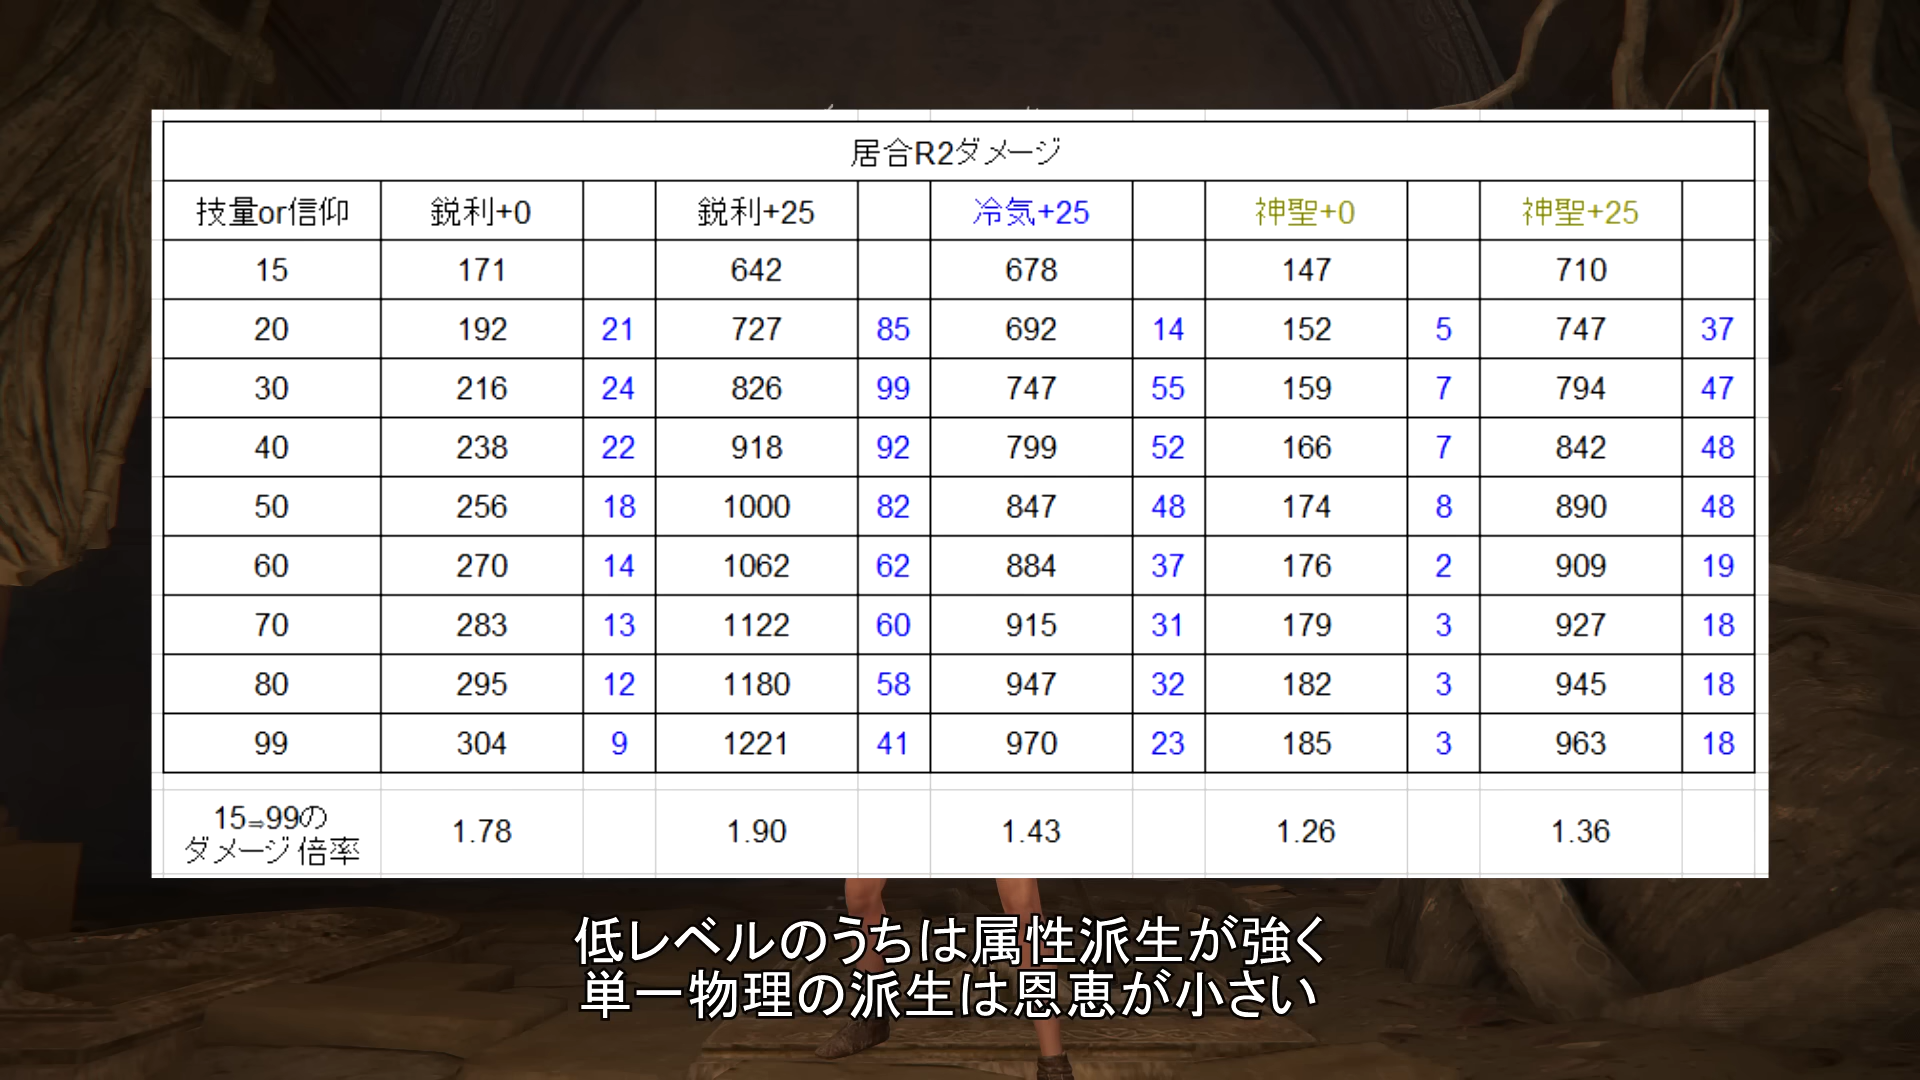 居合R2ダメージ
技量or信仰 鋭利+0 鋭利+25 冷気+25 神聖+0 神聖+25
15 171 642 678 147 710
20 192 21 727 85 692 14 152 5 747 37
30 216 24 826 99 747 55 159 7 794 47
40 238 22 918 92 799 52 166 7 842 48
50 256 18 1000 82 847 48 174 8 890 48
60 270 14 1062 62 884 37 176 2 909 19
70 283 13 1122 60 915 31 179 3 927 18
80 295 12 1180 58 947 32 182 3 945 18
99 304 9 1221 41 970 23 185 3 963 18
15⇒99の
ダメージ倍率 1.78 1.90 1.43 1.26 1.36
低レベルのうちは属性派生が強く
単一物理の派生は恩恵が小さい